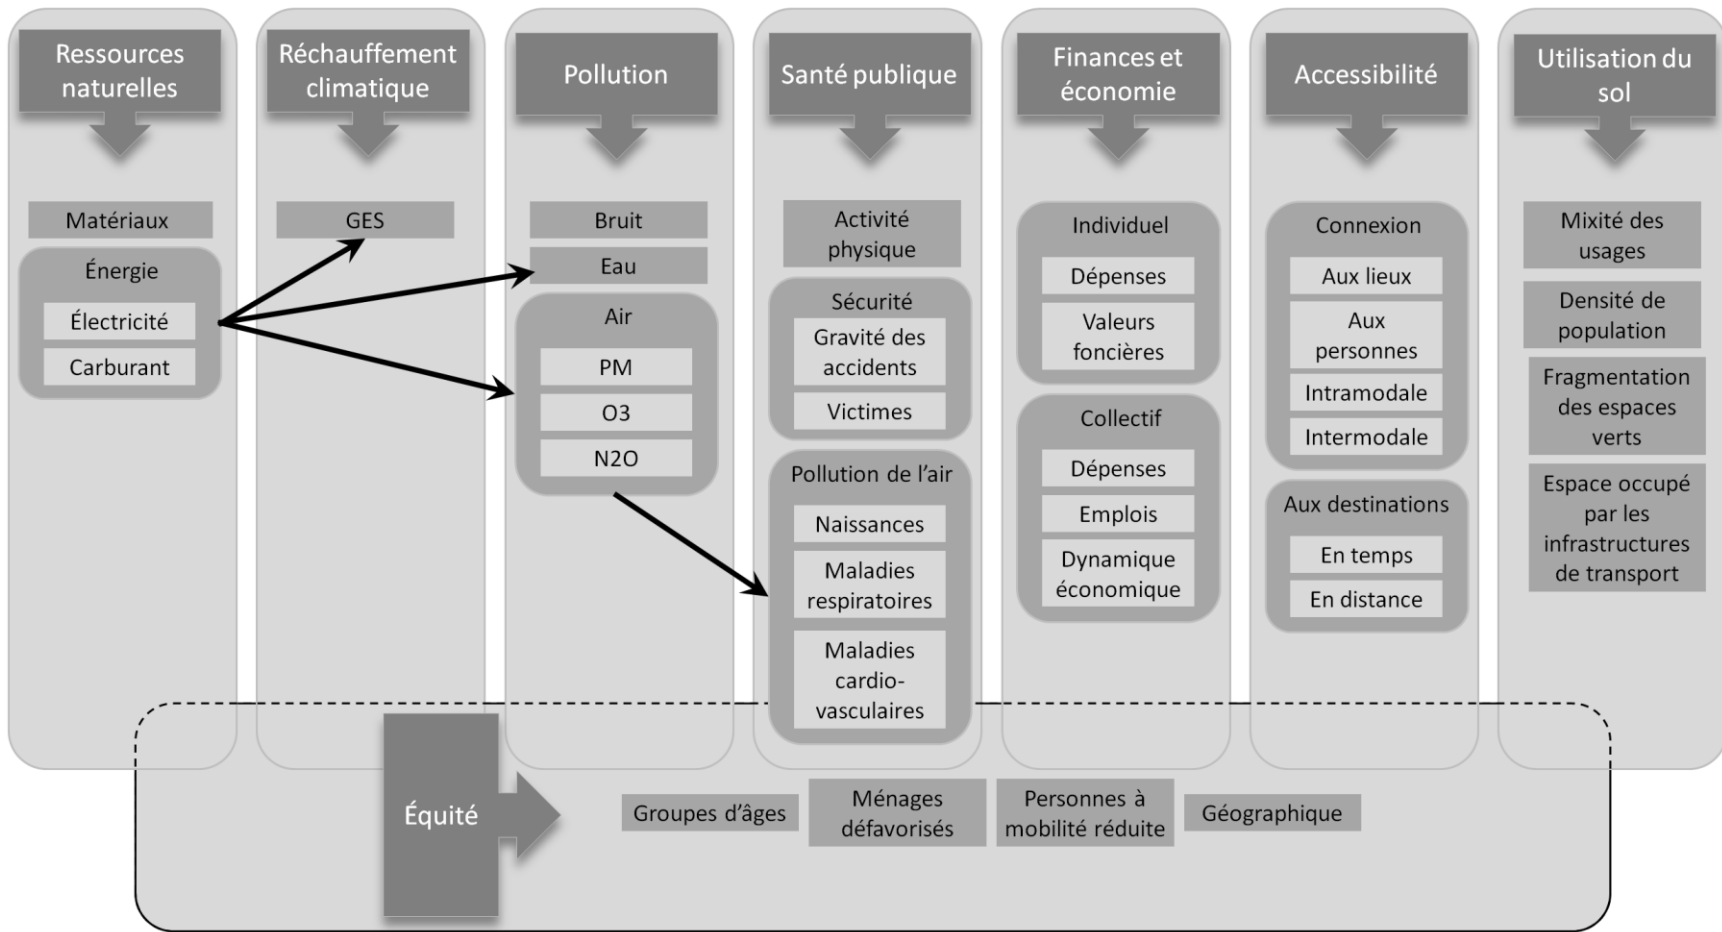 Ressources
naturelles
Matériaux
Énergie
Électricité
Carburant
Réchauffement
climatique
GES
Pollution
Bruit
Eau
Air
PM
O3
N2O
Santé publique
Activité
physique
Sécurité
Gravité des
accidents
Victimes
Pollution de l'air
Naissances
Maladies
respiratoires
Maladies
cardio-
vasculaires
Finances et
économie
Individuel
Dépenses
Valeurs
foncières
Collectif
Dépenses
Emplois
Dynamique
économique
Accessibilité
Connexion
Aux lieux
Aux
personnes
Intramodale
Intermodale
Aux destinations
En temps
En distance
Utilisation du
sol
Mixité des
usages
Densité de
population
Fragmentation
des espaces
verts
Espace occupé
par les
infrastructures
de transport
Équité
Groupes d'âges
Ménages
défavorisés
Personnes à
mobilité réduite
Géographique